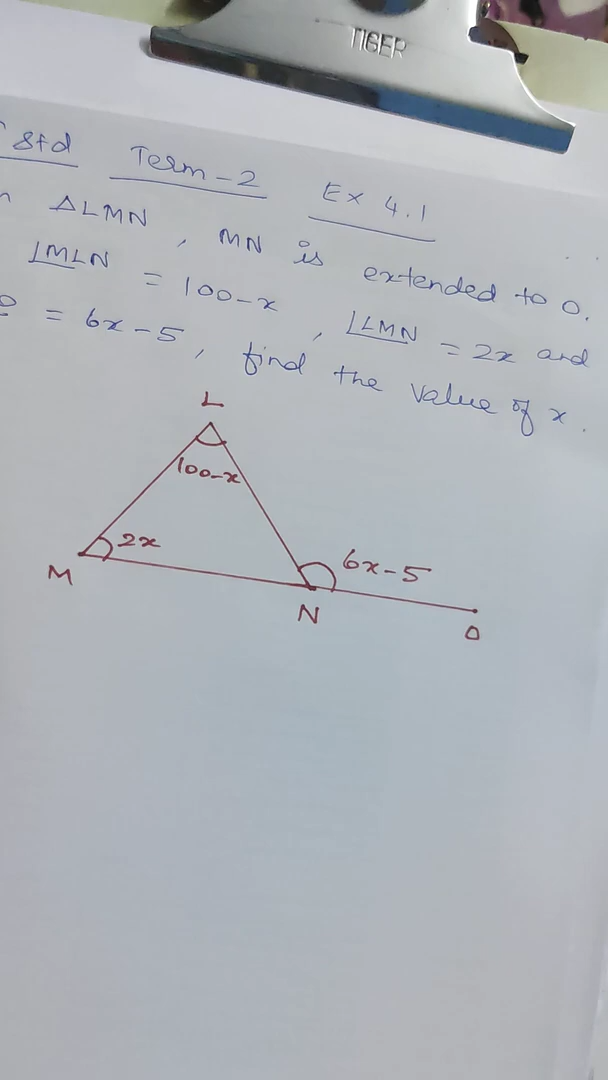 TIGER
std Term-2 Ex 4.1
ΔLMN, MN is extended to O.
∠MLN = 100-x, ∠LMN = 2x and
= 6x-5, find the value of x.
L
100-x
2x
6x-5
M
N
O